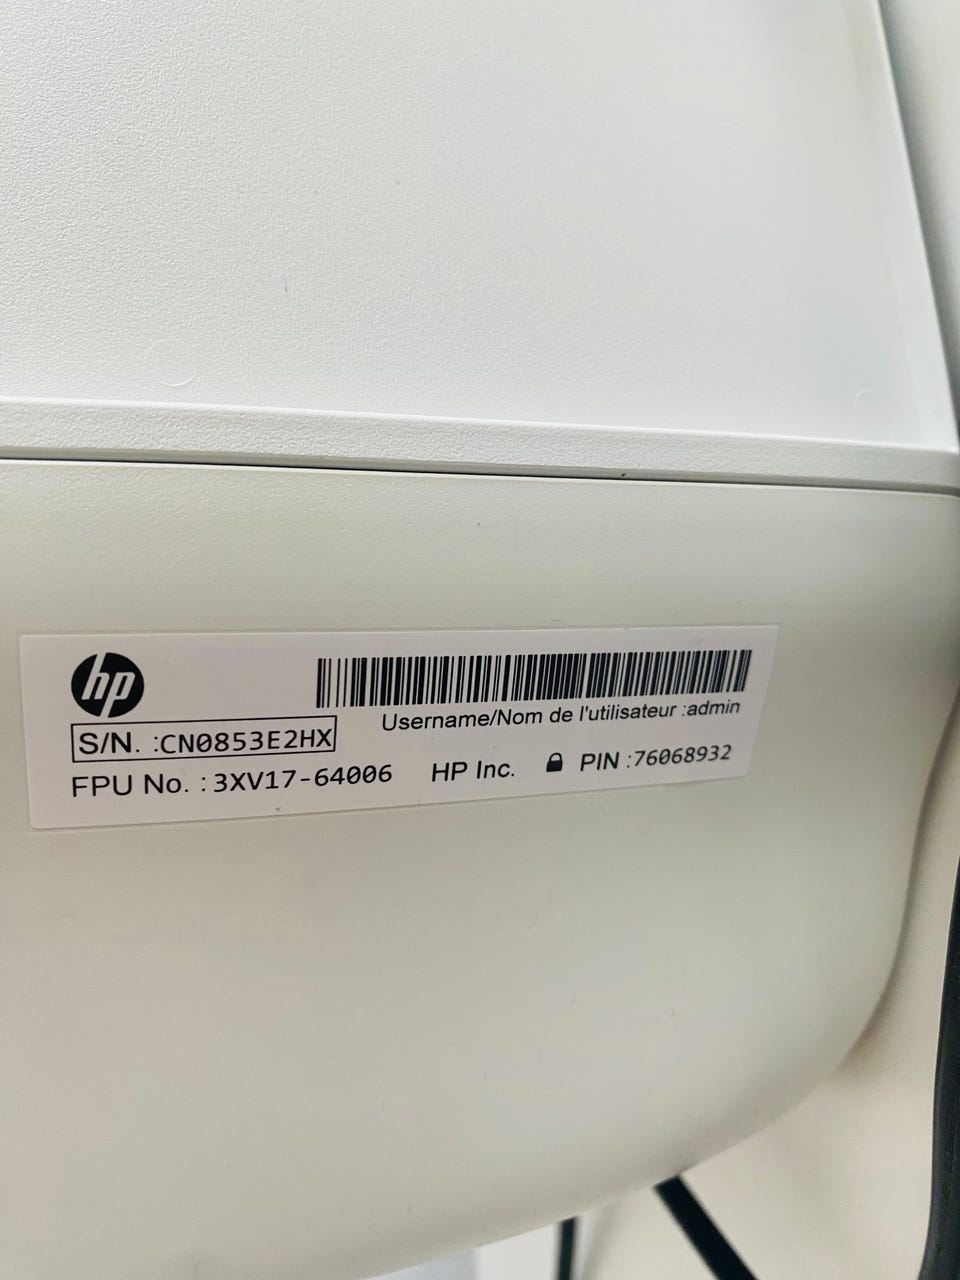 hp
Username/Nom de l'utilisateur :admin
S/N. :CN0853E2HX
FPU No. :3XV17-64006 HP Inc. PIN :76068932